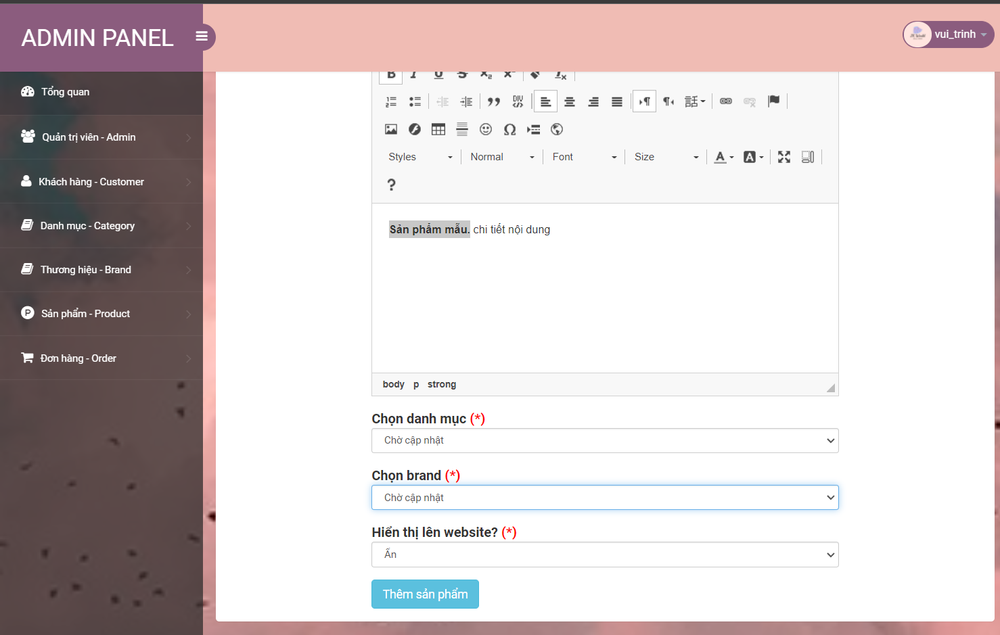 ADMIN PANEL
vui_trinh
Tổng quan
Quản trị viên - Admin
Khách hàng - Customer
Danh mục - Category
Thương hiệu - Brand
Sản phẩm - Product
Đơn hàng - Order
Styles Normal Font Size
Sản phẩm mẫu. chi tiết nội dung
body p strong
Chọn danh mục (*)
Chờ cập nhật
Chọn brand (*)
Chờ cập nhật
Hiển thị lên website? (*)
Ẩn
Thêm sản phẩm